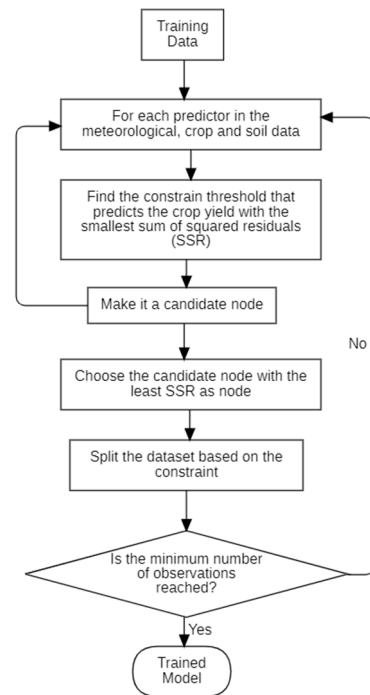 Training
Data
For each predictor in the
meteorological, crop and soil data
Find the constrain threshold that
predicts the crop yield with the
smallest sum of squared residuals
(SSR)
Make it a candidate node
No
Choose the candidate node with the
least SSR as node
Split the dataset based on the
constraint
Is the minimum number
of observations
reached?
Yes
Trained
Model